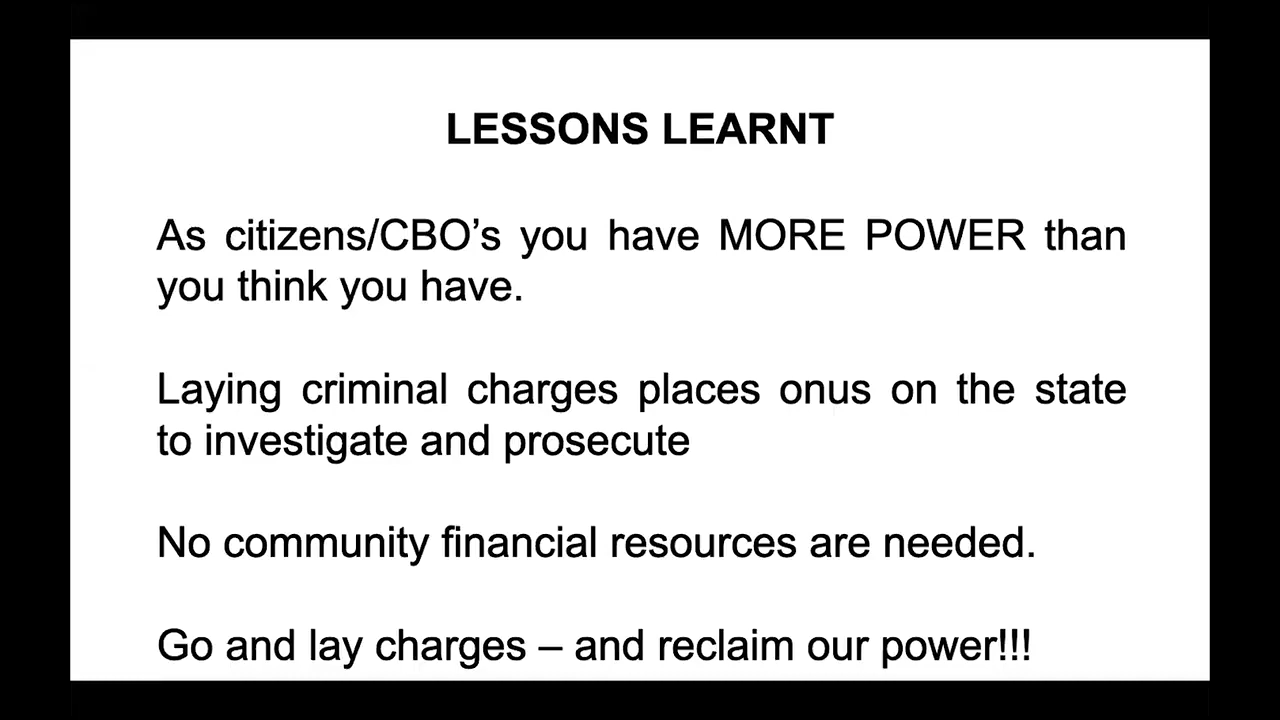 LESSONS LEARNT
As citizens/CBO’s you have MORE POWER than
you think you have.
Laying criminal charges places onus on the state
to investigate and prosecute
No community financial resources are needed.
Go and lay charges – and reclaim our power!!!